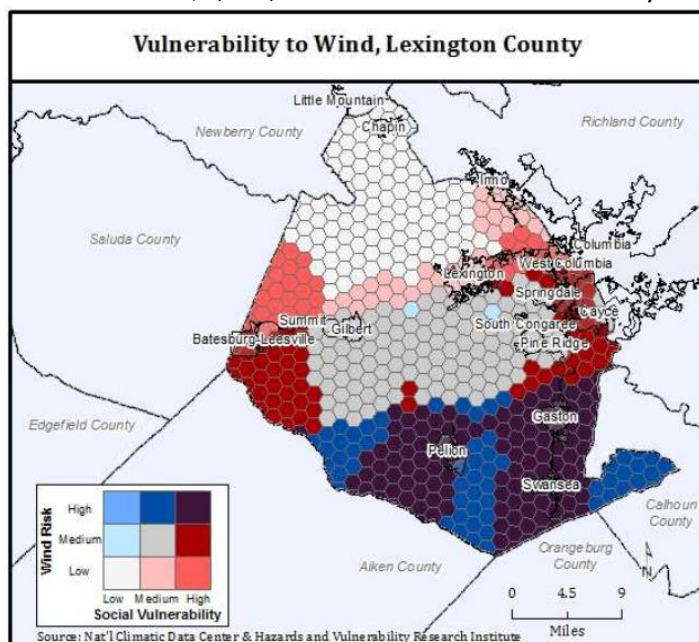 Vulnerability to Wind, Lexington County
Little Mountain
Newberry County
Chapin
Richland County
Irmo
Saluda County
Columbia
West Columbia
Lexington
Springdale
Cayce
Summit
Gilbert
South Congaree
Batesburg-Leesville
Pine Ridge
Edgefield County
Gaston
Pelion
Swansea
Calhoun
County
Orangeburg
County
Aiken County
Wind Risk
High
Medium
Low
Low Medium High
Social Vulnerability
N
0 4.5 9
Miles
Source: Nat'l Climatic Data Center & Hazards and Vulnerability Research Institute